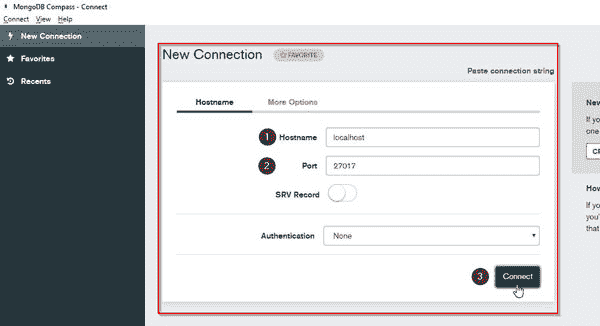 MongoDB Compass - Connect
Connect View Help
New Connection
Favorites
Recents
New Connection FAVORITE
Paste connection string
Hostname More Options
1 Hostname localhost
2 Port 27017
SRV Record
Authentication None
3 Connect
New
If yo
one
How
If yo
you'
that